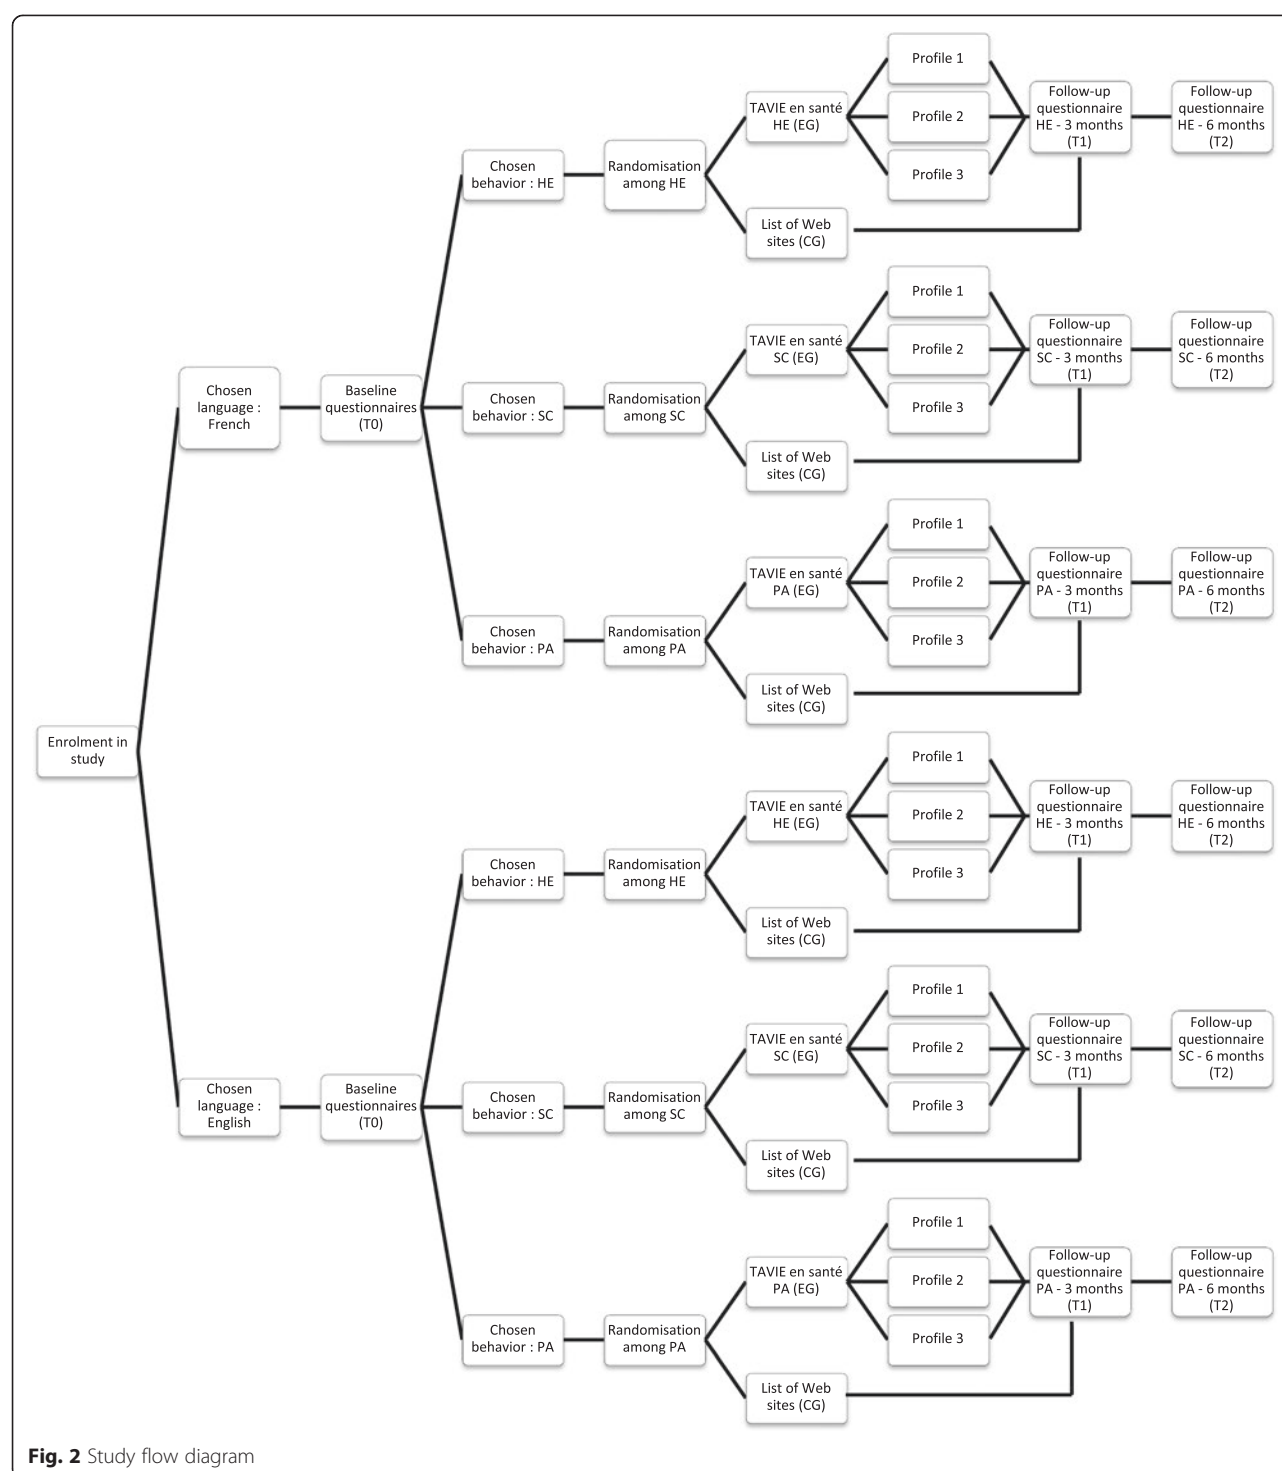 Enrolment in
study
Chosen
language :
French
Baseline
questionnaires
(T0)
Chosen
behavior : HE
Randomisation
among HE
TAVIE en santé
HE (EG)
Profile 1
Profile 2
Profile 3
List of Web
sites (CG)
Follow-up
questionnaire
HE - 3 months
(T1)
Follow-up
questionnaire
HE - 6 months
(T2)
Chosen
behavior : SC
Randomisation
among SC
TAVIE en santé
SC (EG)
Profile 1
Profile 2
Profile 3
List of Web
sites (CG)
Follow-up
questionnaire
SC - 3 months
(T1)
Follow-up
questionnaire
SC - 6 months
(T2)
Chosen
behavior : PA
Randomisation
among PA
TAVIE en santé
PA (EG)
Profile 1
Profile 2
Profile 3
List of Web
sites (CG)
Follow-up
questionnaire
PA - 3 months
(T1)
Follow-up
questionnaire
PA - 6 months
(T2)
Chosen
language :
English
Baseline
questionnaires
(T0)
Chosen
behavior : HE
Randomisation
among HE
TAVIE en santé
HE (EG)
Profile 1
Profile 2
Profile 3
List of Web
sites (CG)
Follow-up
questionnaire
HE - 3 months
(T1)
Follow-up
questionnaire
HE - 6 months
(T2)
Chosen
behavior : SC
Randomisation
among SC
TAVIE en santé
SC (EG)
Profile 1
Profile 2
Profile 3
List of Web
sites (CG)
Follow-up
questionnaire
SC - 3 months
(T1)
Follow-up
questionnaire
SC - 6 months
(T2)
Chosen
behavior : PA
Randomisation
among PA
TAVIE en santé
PA (EG)
Profile 1
Profile 2
Profile 3
List of Web
sites (CG)
Follow-up
questionnaire
PA - 3 months
(T1)
Follow-up
questionnaire
PA - 6 months
(T2)
Fig. 2 Study flow diagram